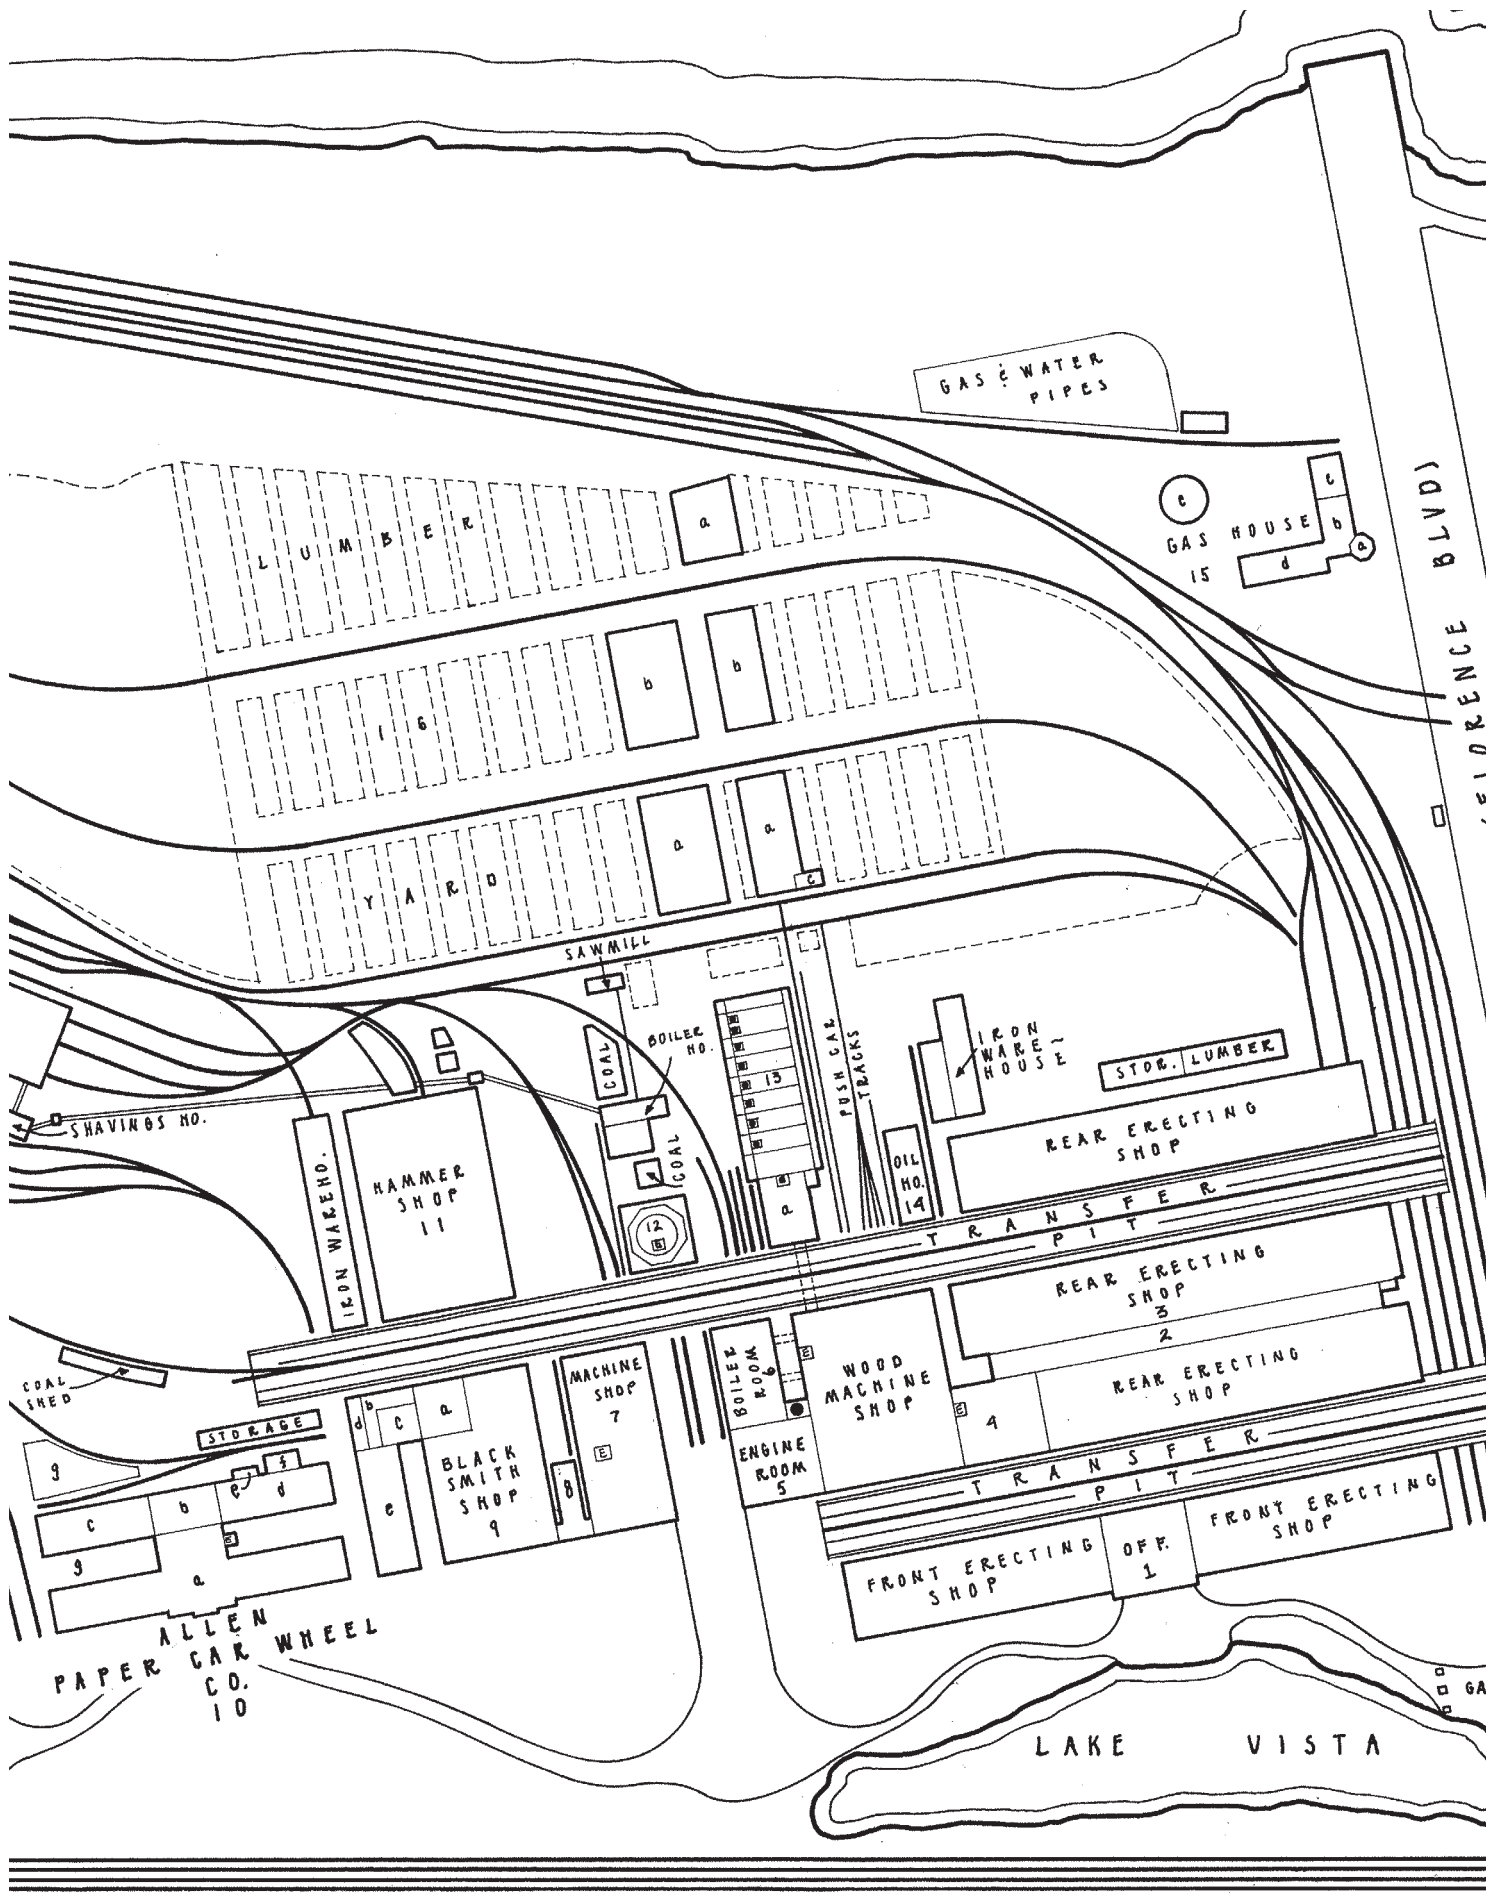 GAS & WATER
PIPES
LUMBER
a
c
c
b
a
GAS HOUSE
15
d
FLORENCE BLVD)
b
b
16
a
a
c
YARD
SAWMILL
BOILER
HO.
COAL
13
PUSH CAR
TRACKS
IRON
WARE~
HOUSE
STOR. LUMBER
SHAVINGS HO.
REAR ERECTING
SHOP
IRON WAREHO.
HAMMER
SHOP
11
COAL
12
E
a
OIL
HO.
14
TRANSFER
PIT
REAR ERECTING
SHOP
3
2
REAR ERECTING
SHOP
COAL
SHED
MACHINE
SHOP
7
E
BOILER
ROOM
6
E
WOOD
MACHINE
SHOP
E
4
STORAGE
d
b
c
a
BLACK
SMITH
SHOP
9
e
8
ENGINE
ROOM
5
TRANSFER
PIT
g
f
e
d
b
c
g
E
a
FRONT ERECTING
SHOP
OFF.
1
FRONT ERECTING
SHOP
ALLEN
PAPER CAR WHEEL
CO.
10
GA
LAKE VISTA